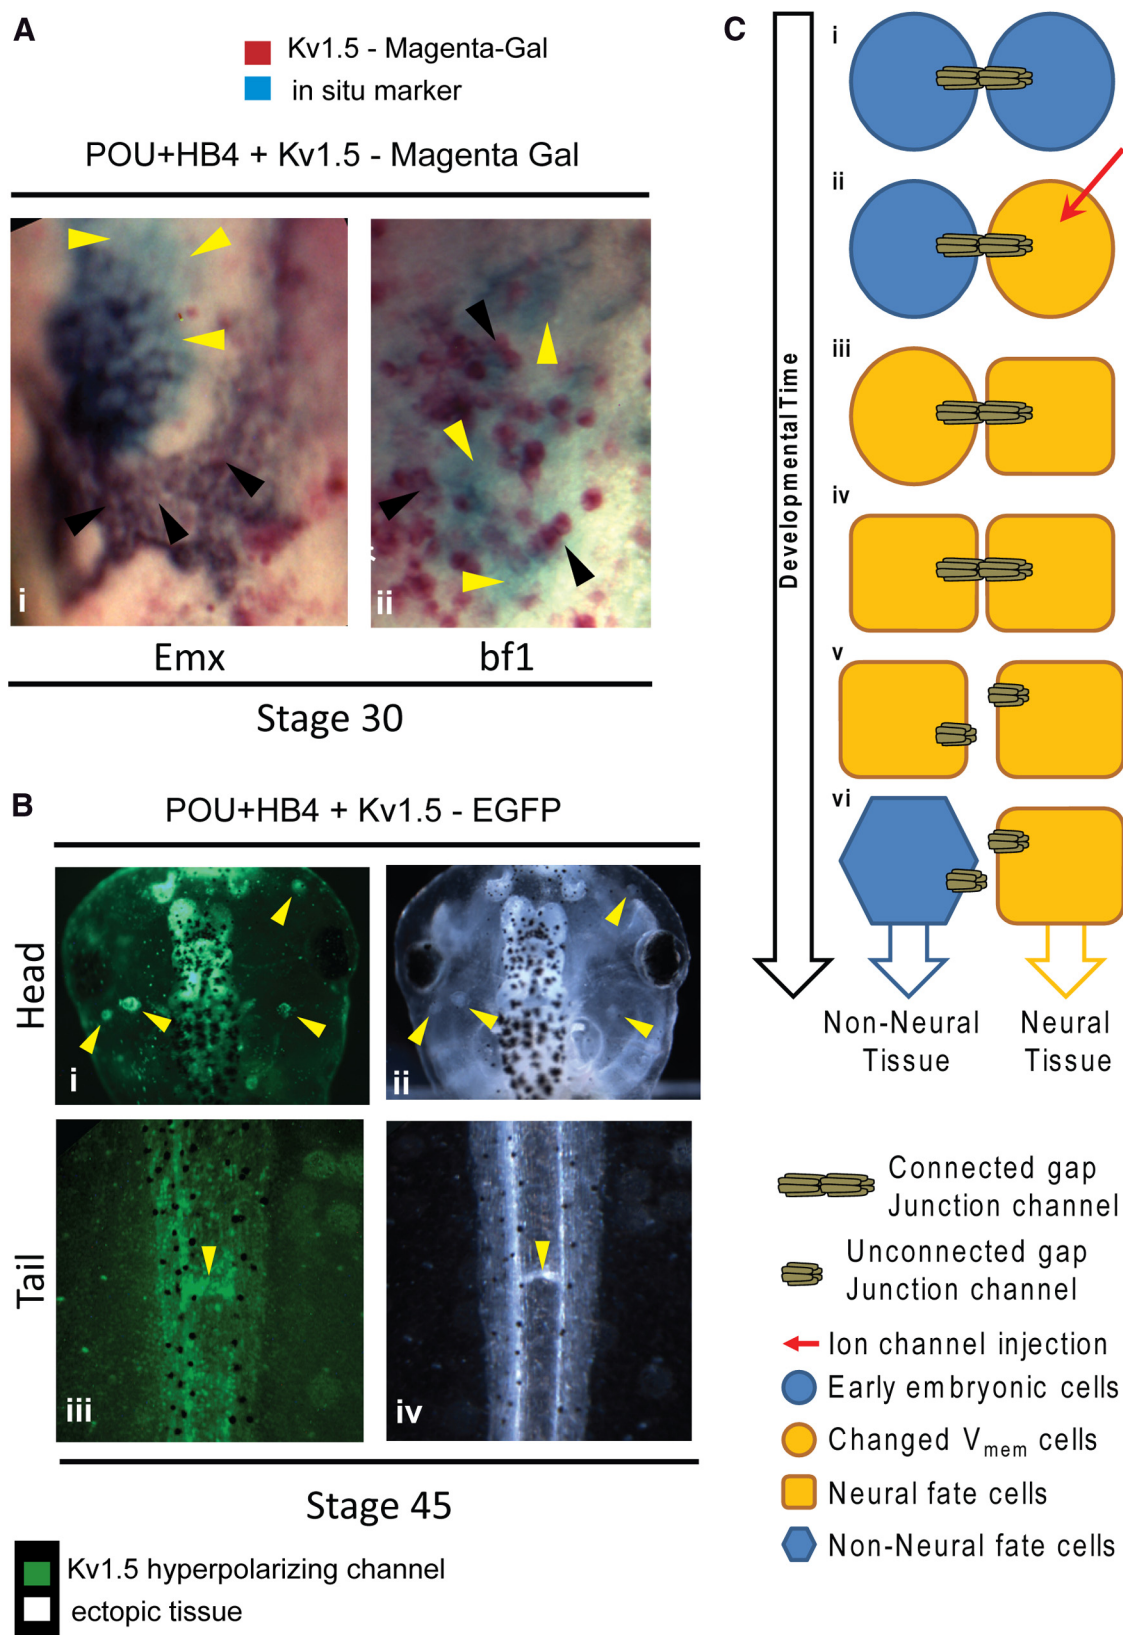 A
Kv1.5 - Magenta-Gal
in situ marker
POU+HB4 + Kv1.5 - Magenta Gal
i
ii
Emx
bf1
Stage 30
B
POU+HB4 + Kv1.5 - EGFP
Head
i
ii
Tail
iii
iv
Stage 45
Kv1.5 hyperpolarizing channel
ectopic tissue
C
Developmental Time
i
ii
iii
iv
v
vi
Non-Neural
Tissue
Neural
Tissue
Connected gap
Junction channel
Unconnected gap
Junction channel
Ion channel injection
Early embryonic cells
Changed Vmem cells
Neural fate cells
Non-Neural fate cells